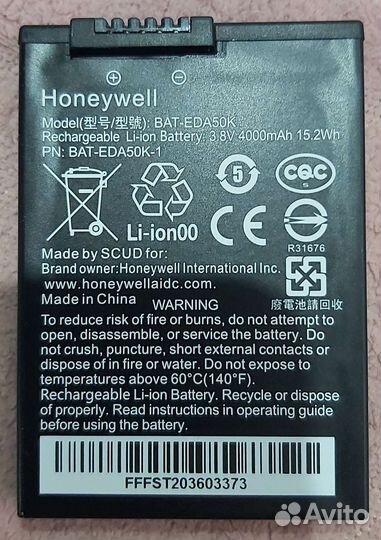 Honeywell
Model(型号/型號): BAT-EDA50K
Rechargeable Li-ion Battery: 3.8V 4000mAh 15.2Wh
PN: BAT-EDA50K-1
5
CQC
S
Li-ion00
R31676
Made by SCUD for:
Brand owner:Honeywell International Inc.
www.honeywellaidc.com
Made in China
WARNING
廢電池請回收
To reduce risk of fire or burns, do not attempt to
open, disassemble, or service the battery. Do
not crush, puncture, short external contacts or
dispose of in fire or water. Do not expose to
temperatures above 60°C(140°F).
Rechargeable Li-ion Battery. Recycle or dispose
of properly. Read instructions in operating guide
before using this battery.
FFFST203603373
Avito